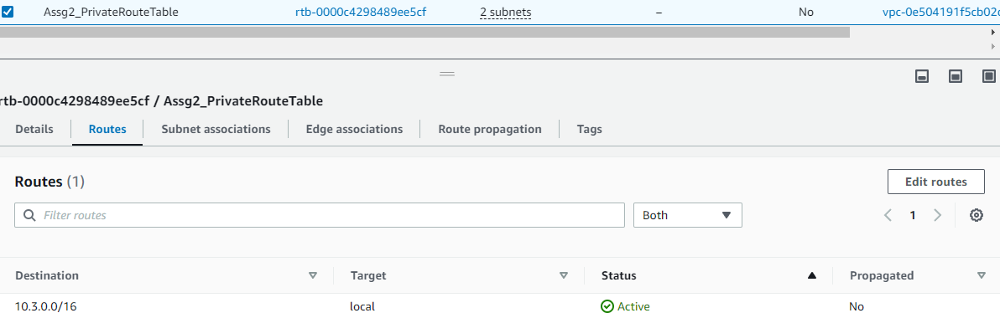 Assg2_PrivateRouteTable rtb-0000c4298489ee5cf 2 subnets – No vpc-0e504191f5cb02
rtb-0000c4298489ee5cf / Assg2_PrivateRouteTable
Details Routes Subnet associations Edge associations Route propagation Tags
Routes (1) Edit routes
Filter routes Both 1
Destination Target Status Propagated
10.3.0.0/16 local Active No